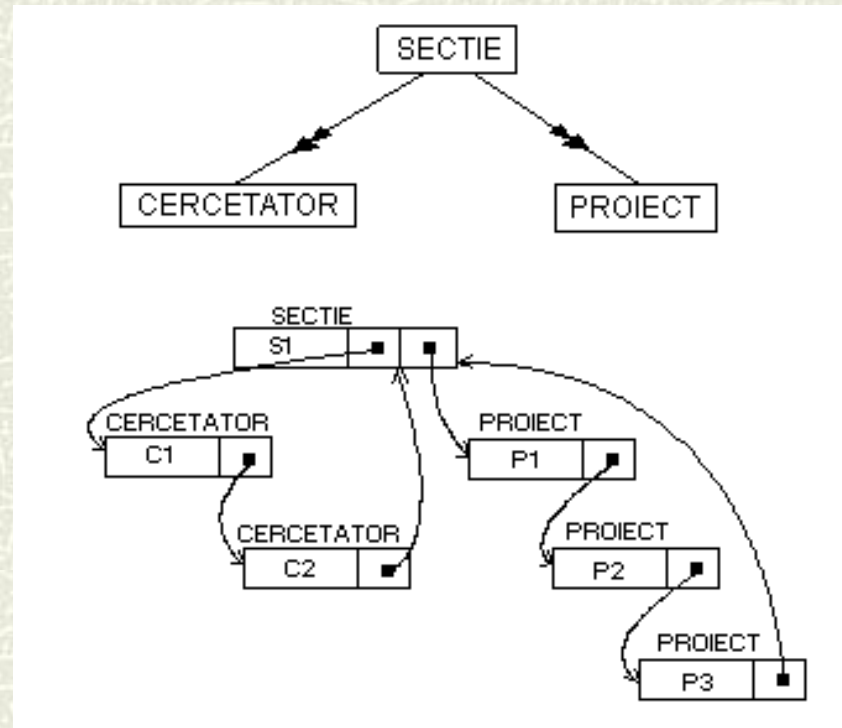 SECTIE
CERCETATOR PROIECT
SECTIE
S1
CERCETATOR PROIECT
C1 P1
CERCETATOR PROIECT
C2 P2
PROIECT
P3